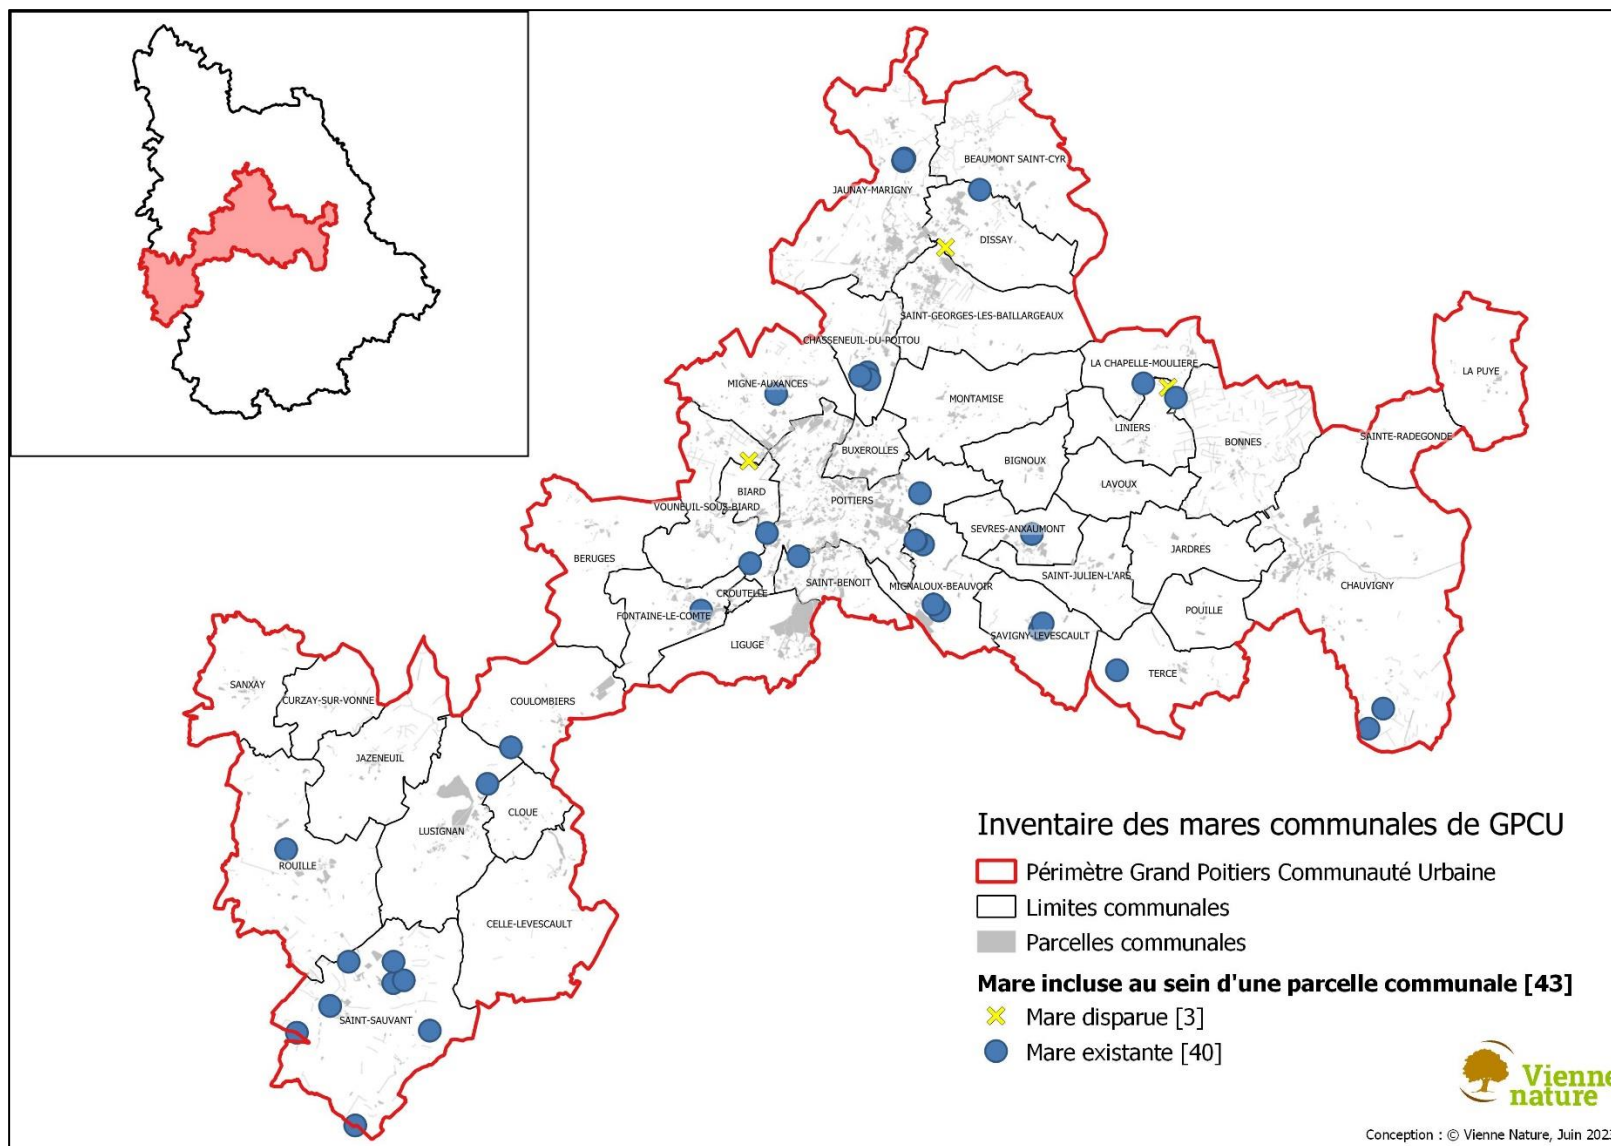 BEAUMONT SAINT-CYR
JAUNAY-MARIGNY
DISSAY
SAINT-GEORGES-LES-BAILLARGEAUX
CHASSENEUIL-DU-POITOU
LA CHAPELLE-MOULIERE
LA PUYE
MIGNE-AUXANCES
MONTAMISE
LINIERS
SAINTE-RADEGONDE
BONNES
BUXEROLLES
BIGNOUX
LAVOUX
BIARD
POITIERS
VOUNEUIL-SOUS-BIARD
SEVRES-ANXAUMONT
JARDRES
BERUGES
SAINT-JULIEN-L'ARS
SAINT-BENOIT
MIGNALOUX-BEAUVOIR
CHAUVIGNY
CROUTELLE
POUILLE
FONTAINE-LE-COMTE
SAVIGNY-LEVESCAULT
LIGUGE
TERCE
SANXAY
CURZAY-SUR-VONNE
COULOMBIERS
JAZENEUIL
CLOUE
LUSIGNAN
ROUILLE
CELLE-LEVESCAULT
SAINT-SAUVANT
Inventaire des mares communales de GPCU
Périmètre Grand Poitiers Communauté Urbaine
Limites communales
Parcelles communales
Mare incluse au sein d'une parcelle communale [43]
Mare disparue [3]
Mare existante [40]
Vienne
nature
Conception : © Vienne Nature, Juin 2023